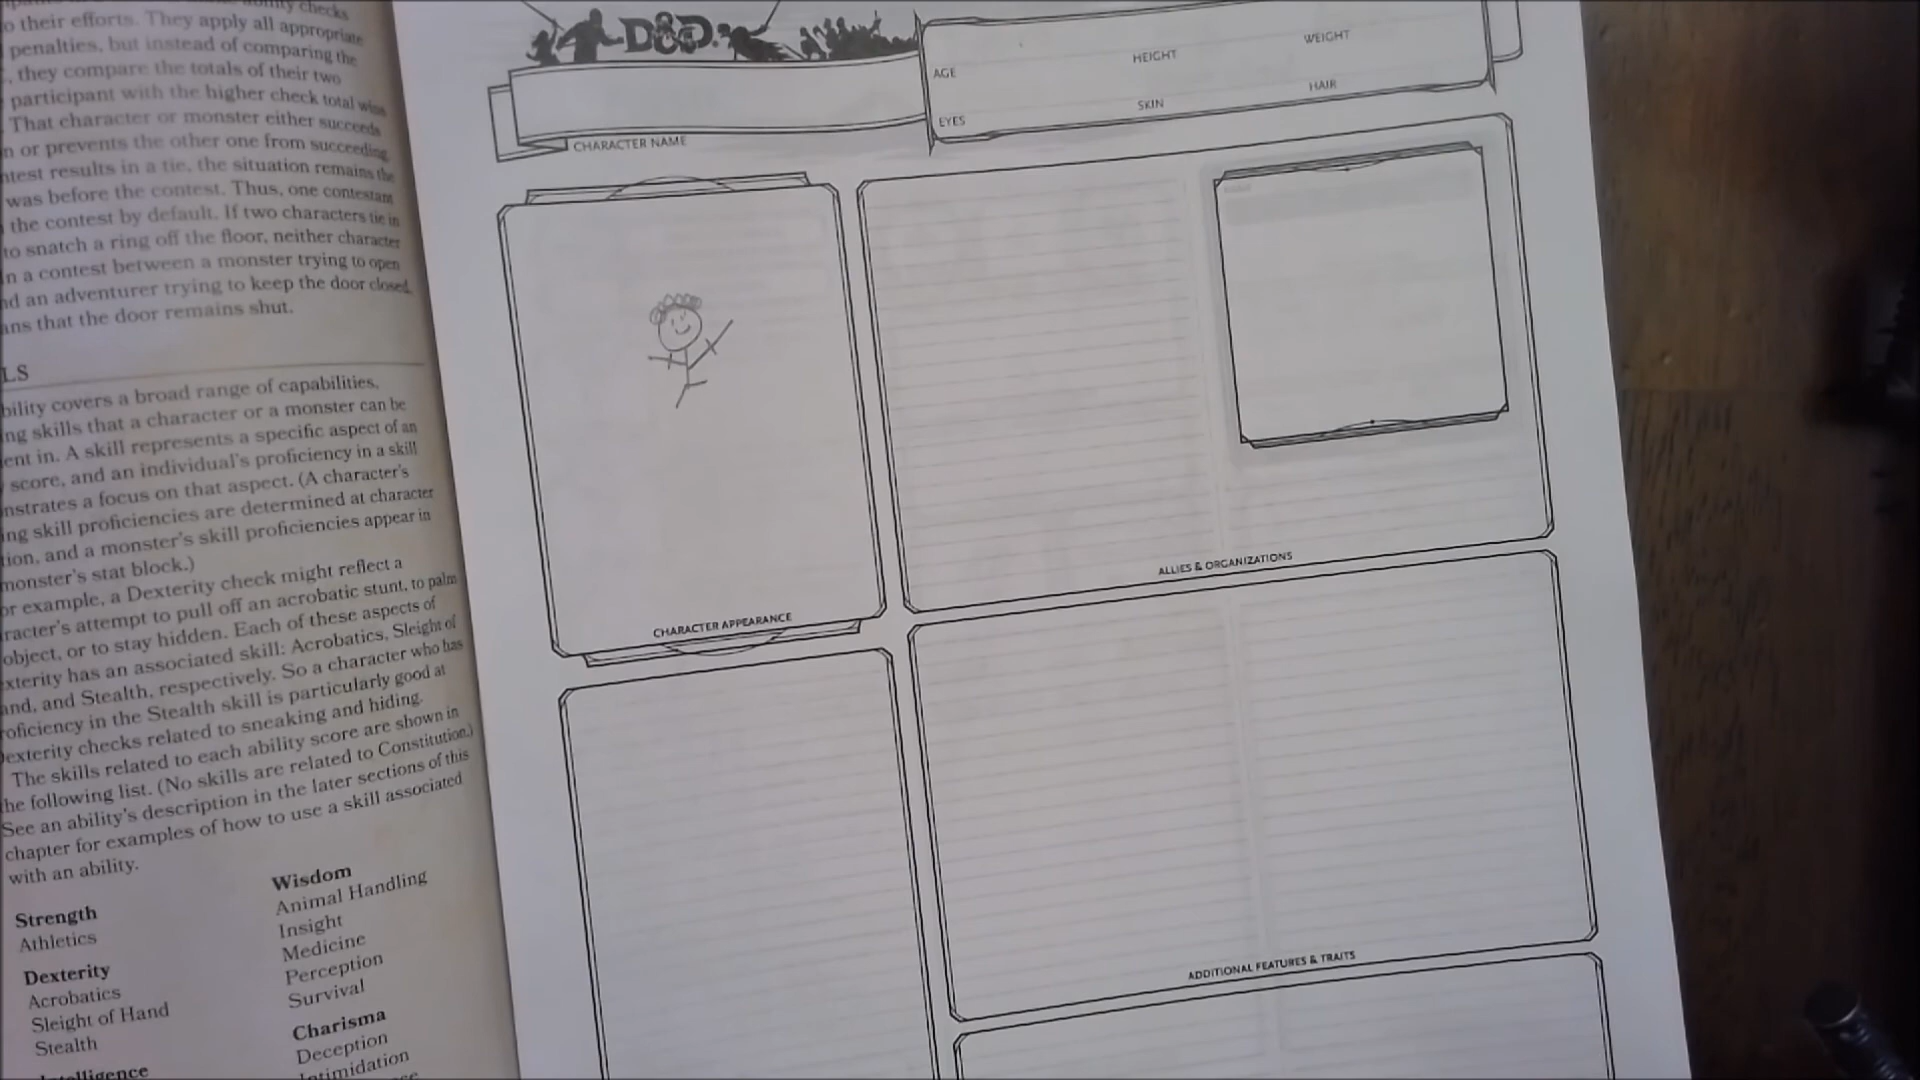 ability checks
o their efforts. They apply all appropriate
penalties, but instead of comparing the
, they compare the totals of their two
participant with the higher check total wins
. That character or monster either succeeds
n or prevents the other one from succeeding.
ntest results in a tie, the situation remains the
was before the contest. Thus, one contestant
the contest by default. If two characters tie in
to snatch a ring off the floor, neither character
n a contest between a monster trying to open
nd an adventurer trying to keep the door closed,
ans that the door remains shut.
LS
bility covers a broad range of capabilities,
ng skills that a character or a monster can be
ent in. A skill represents a specific aspect of an
score, and an individual's proficiency in a skill
nstrates a focus on that aspect. (A character's
ing skill proficiencies are determined at character
tion, and a monster's skill proficiencies appear in
monster's stat block.)
or example, a Dexterity check might reflect a
racter's attempt to pull off an acrobatic stunt, to palm
object, or to stay hidden. Each of these aspects of
exterity has an associated skill: Acrobatics, Sleight of
and, and Stealth, respectively. So a character who has
roficiency in the Stealth skill is particularly good at
Dexterity checks related to sneaking and hiding.
The skills related to each ability score are shown in
the following list. (No skills are related to Constitution.)
See an ability's description in the later sections of this
chapter for examples of how to use a skill associated
with an ability.
Strength
Athletics
Dexterity
Acrobatics
Sleight of Hand
Stealth
Intelligence
Wisdom
Animal Handling
Insight
Medicine
Perception
Survival
Charisma
Deception
Intimidation
D&D
CHARACTER NAME
AGE
HEIGHT
WEIGHT
EYES
SKIN
HAIR
CHARACTER APPEARANCE
NAME
ALLIES & ORGANIZATIONS
ADDITIONAL FEATURES & TRAITS